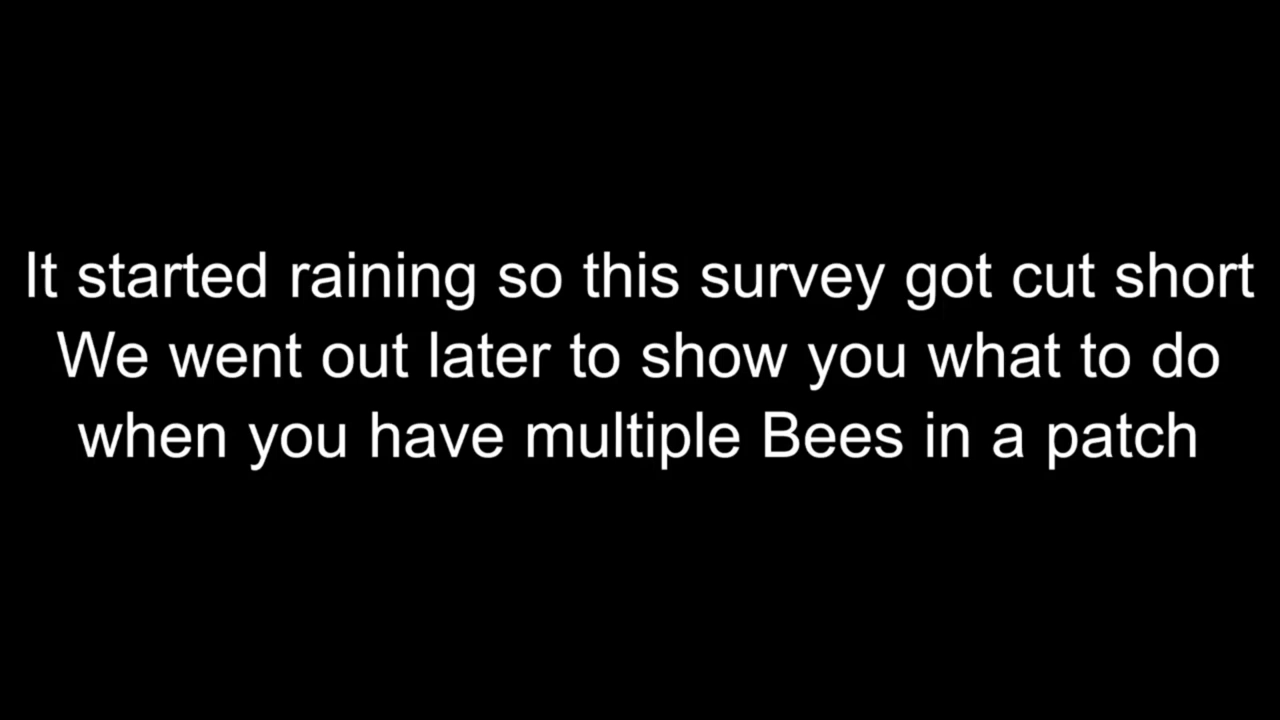 It started raining so this survey got cut short
We went out later to show you what to do
when you have multiple Bees in a patch